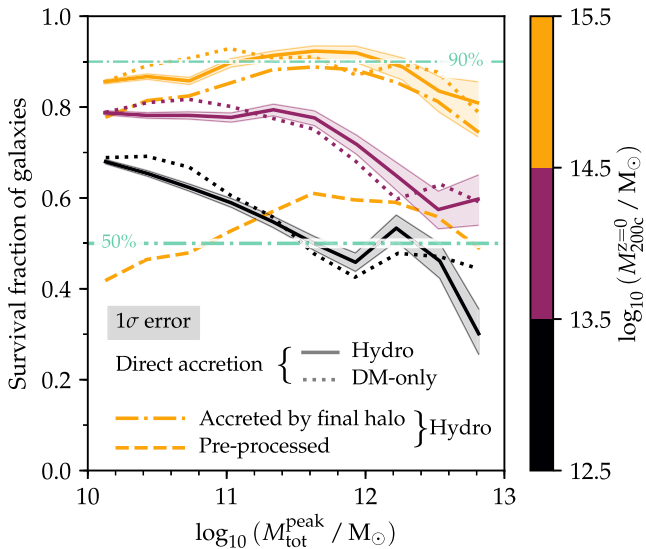 1.0
0.8
0.6
0.4
0.2
0.0
Survival fraction of galaxies
90%
50%
1σ error
Direct accretion { Hydro
DM-only
Accreted by final halo } Hydro
Pre-processed
10 11 12 13
log₁₀ (M_tot^peak / M⊙)
15.5
14.5
13.5
12.5
log₁₀ (M_200c^z=0 / M⊙)